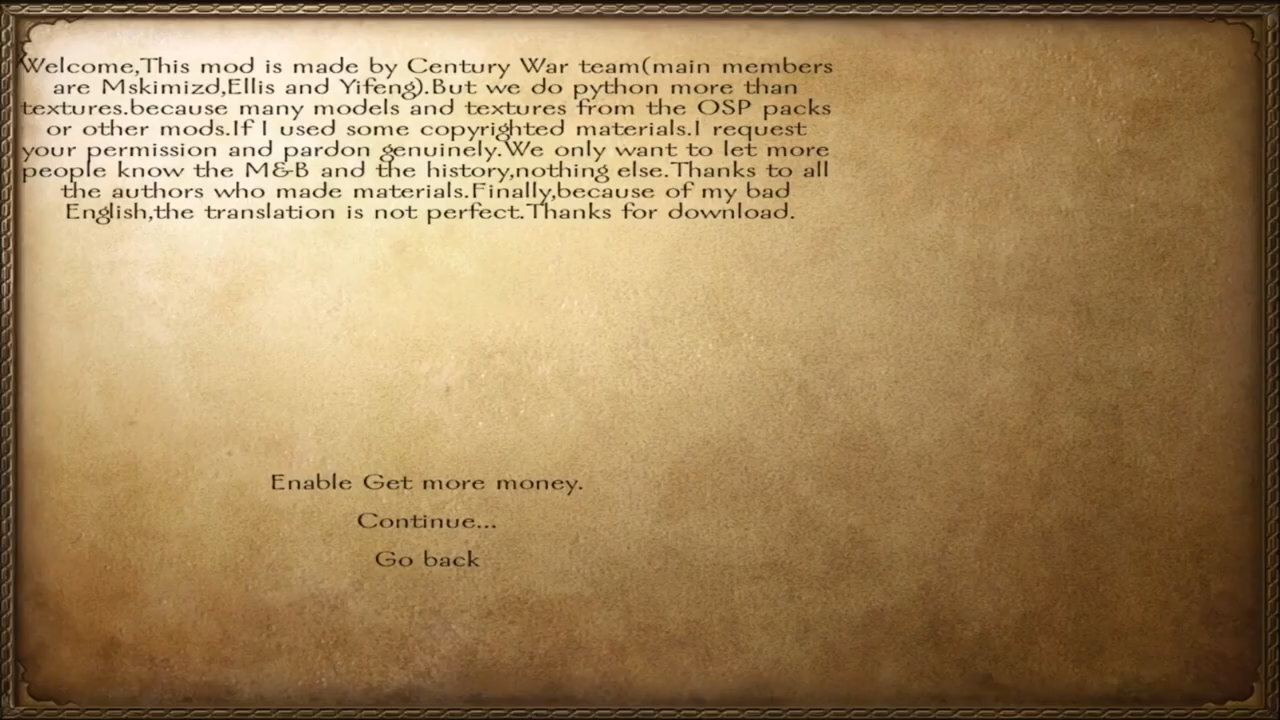 Welcome,This mod is made by Century War team(main members
are Mskimizd,Ellis and Yifeng).But we do python more than
textures.because many models and textures from the OSP packs
or other mods.If I used some copyrighted materials.I request
your permission and pardon genuinely.We only want to let more
people know the M&B and the history,nothing else.Thanks to all
the authors who made materials.Finally,because of my bad
English,the translation is not perfect.Thanks for download.
Enable Get more money.
Continue...
Go back